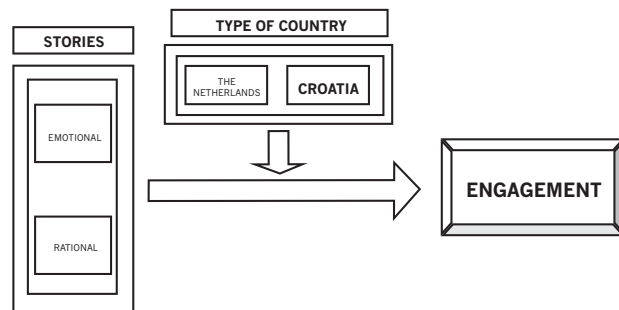 STORIES
TYPE OF COUNTRY
THE
NETHERLANDS
CROATIA
EMOTIONAL
RATIONAL
ENGAGEMENT